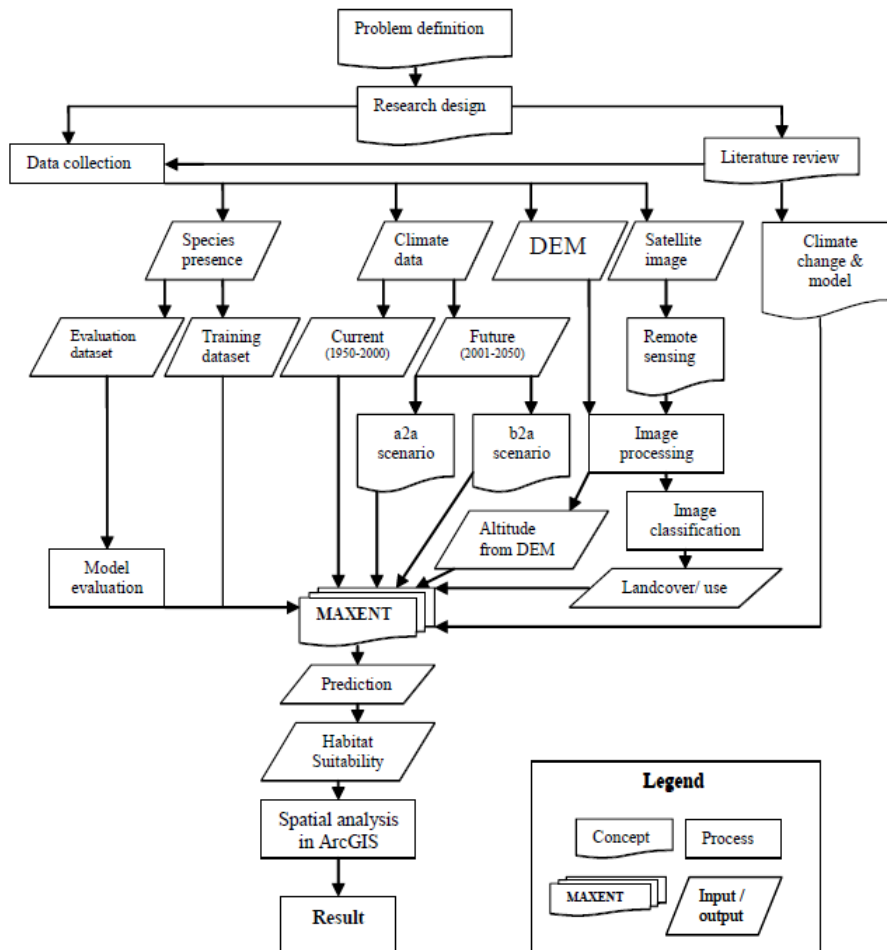 Problem definition
Research design
Data collection
Literature review
Species
presence
Climate
data
DEM
Satellite
image
Climate
change &
model
Evaluation
dataset
Training
dataset
Current
(1950-2000)
Future
(2001-2050)
Remote
sensing
a2a
scenario
b2a
scenario
Image
processing
Altitude
from DEM
Image
classification
Model
evaluation
Landcover/ use
MAXENT
Prediction
Habitat
Suitability
Spatial analysis
in ArcGIS
Result
Legend
Concept
Process
MAXENT
Input /
output